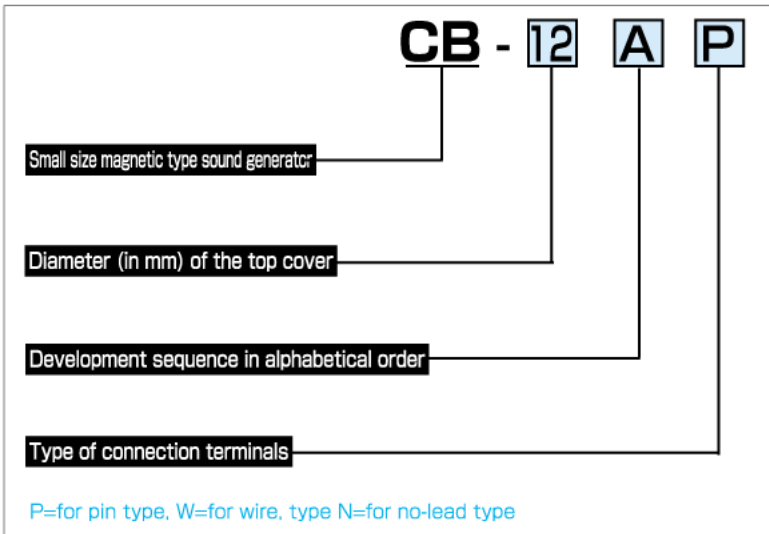 CB - 12 A P
Small size magnetic type sound generator
Diameter (in mm) of the top cover
Development sequence in alphabetical order
Type of connection terminals
P=for pin type, W=for wire, type N=for no-lead type